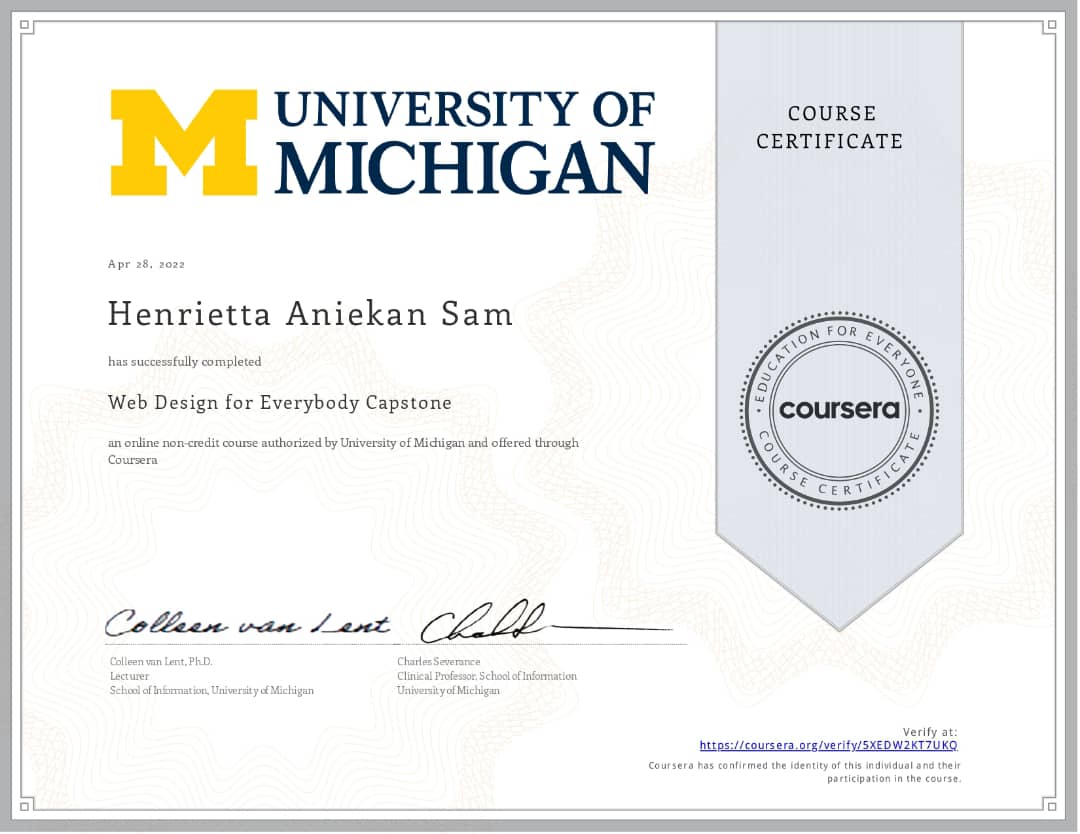 UNIVERSITY OF
MICHIGAN
COURSE
CERTIFICATE
Apr 28, 2022
Henrietta Aniekan Sam
has successfully completed
Web Design for Everybody Capstone
an online non-credit course authorized by University of Michigan and offered through
Coursera
EDUCATION FOR EVERYONE
coursera
COURSE CERTIFICATE
Colleen van Lent
Colleen van Lent, Ph.D.
Lecturer
School of Information, University of Michigan
Charles Severance
Clinical Professor, School of Information
University of Michigan
Verify at:
https://coursera.org/verify/5XEDW2KT7UKQ
Coursera has confirmed the identity of this individual and their
participation in the course.